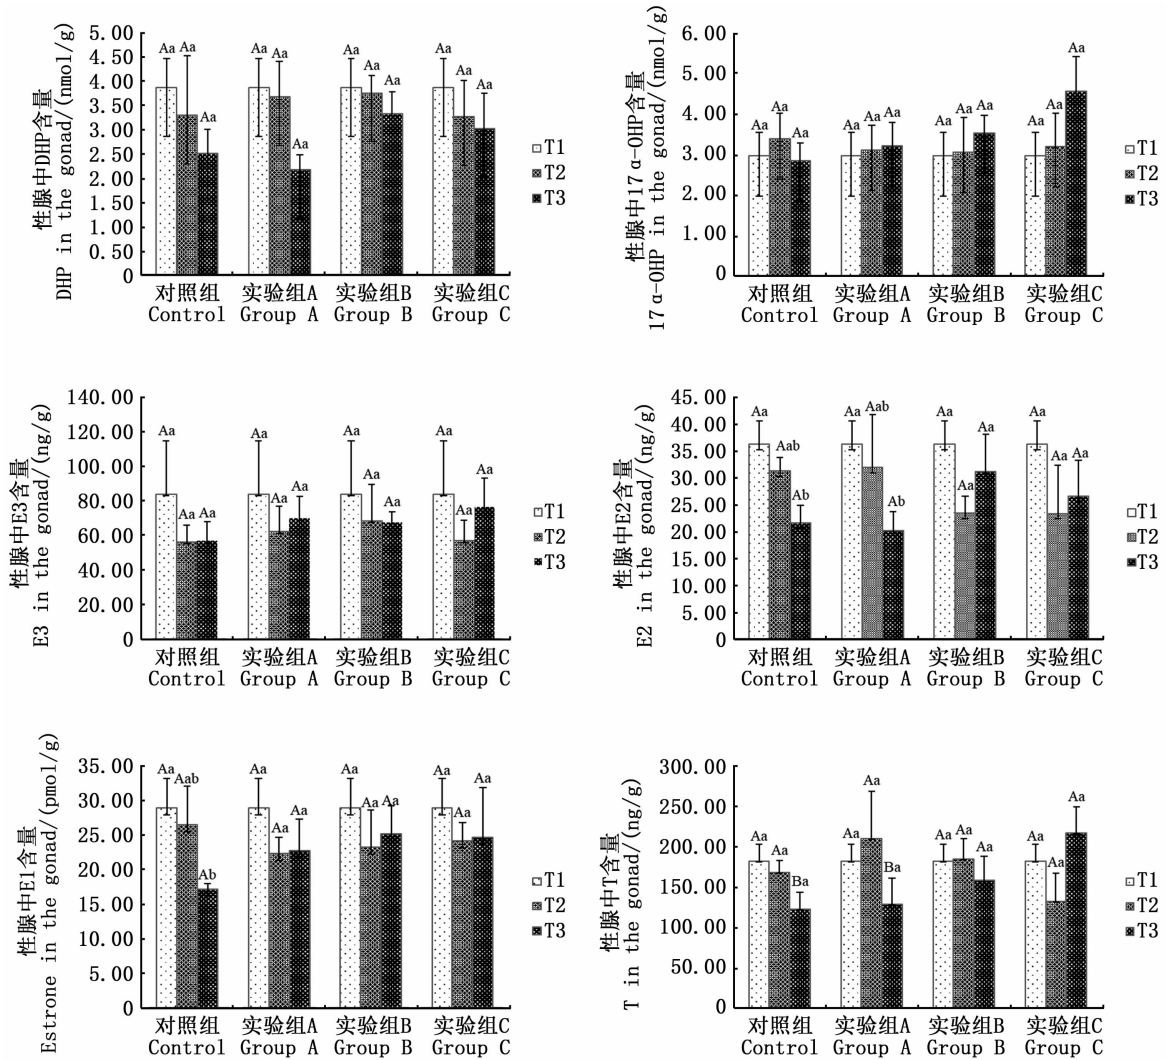 性腺中DHP含量
DHP in the gonad/(nmol/g)
5.00
4.50
4.00
3.50
3.00
2.50
2.00
1.50
1.00
0.50
0
Aa Aa Aa
Aa Aa Aa
Aa Aa Aa
Aa Aa Aa
对照组 实验组A 实验组B 实验组C
Control Group A Group B Group C
T1
T2
T3
性腺中17α-OHP含量
17α-OHP in the gonad/(nmol/g)
6.00
5.00
4.00
3.00
2.00
1.00
0
Aa Aa Aa
Aa Aa Aa
Aa Aa Aa
Aa Aa Aa
对照组 实验组A 实验组B 实验组C
Control Group A Group B Group C
T1
T2
T3
性腺中E3含量
E3 in the gonad/(ng/g)
140.00
120.00
100.00
80.00
60.00
40.00
20.00
0
Aa Aa Aa
Aa Aa Aa
Aa Aa Aa
Aa Aa Aa
对照组 实验组A 实验组B 实验组C
Control Group A Group B Group C
T1
T2
T3
性腺中E2含量
E2 in the gonad/(ng/g)
45.00
40.00
35.00
30.00
25.00
20.00
15.00
10.00
5.00
0
Aa Aab Ab
Aa Aab Ab
Aa Aa Aa
Aa Aa Aa
对照组 实验组A 实验组B 实验组C
Control Group A Group B Group C
T1
T2
T3
性腺中E1含量
Estrone in the gonad/(pmol/g)
35.00
30.00
25.00
20.00
15.00
10.00
5.00
0
Aa Aab Ab
Aa Aa Aa
Aa Aa Aa
Aa Aa Aa
对照组 实验组A 实验组B 实验组C
Control Group A Group B Group C
T1
T2
T3
性腺中T含量
T in the gonad/(ng/g)
300.00
250.00
200.00
150.00
100.00
50.00
0
Aa Aa Ba
Aa Aa Ba
Aa Aa Aa
Aa Aa Aa
对照组 实验组A 实验组B 实验组C
Control Group A Group B Group C
T1
T2
T3